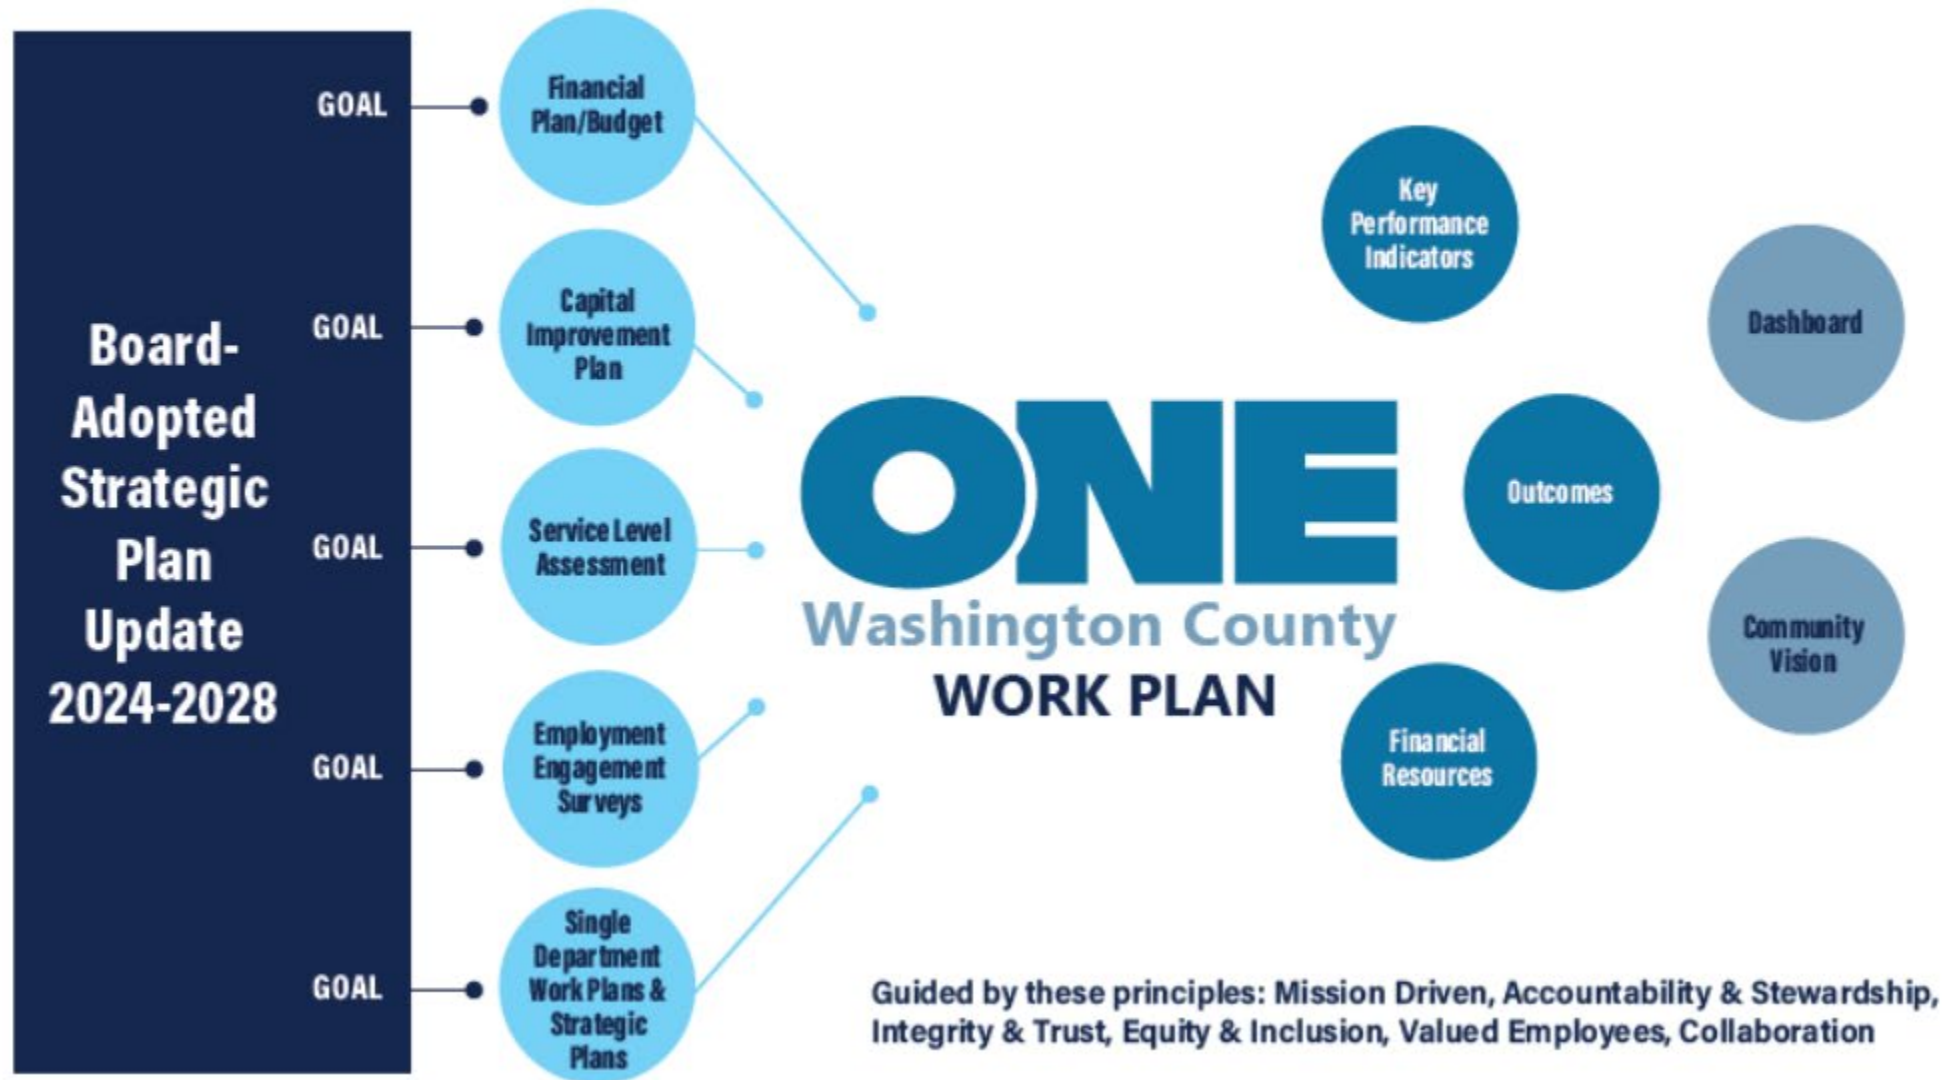 Board-
Adopted
Strategic
Plan
Update
2024-2028
GOAL
GOAL
GOAL
GOAL
GOAL
Financial
Plan/Budget
Capital
Improvement
Plan
Service Level
Assessment
Employment
Engagement
Surveys
Single
Department
Work Plans &
Strategic
Plans
ONE
Washington County
WORK PLAN
Key
Performance
Indicators
Outcomes
Financial
Resources
Dashboard
Community
Vision
Guided by these principles: Mission Driven, Accountability & Stewardship,
Integrity & Trust, Equity & Inclusion, Valued Employees, Collaboration